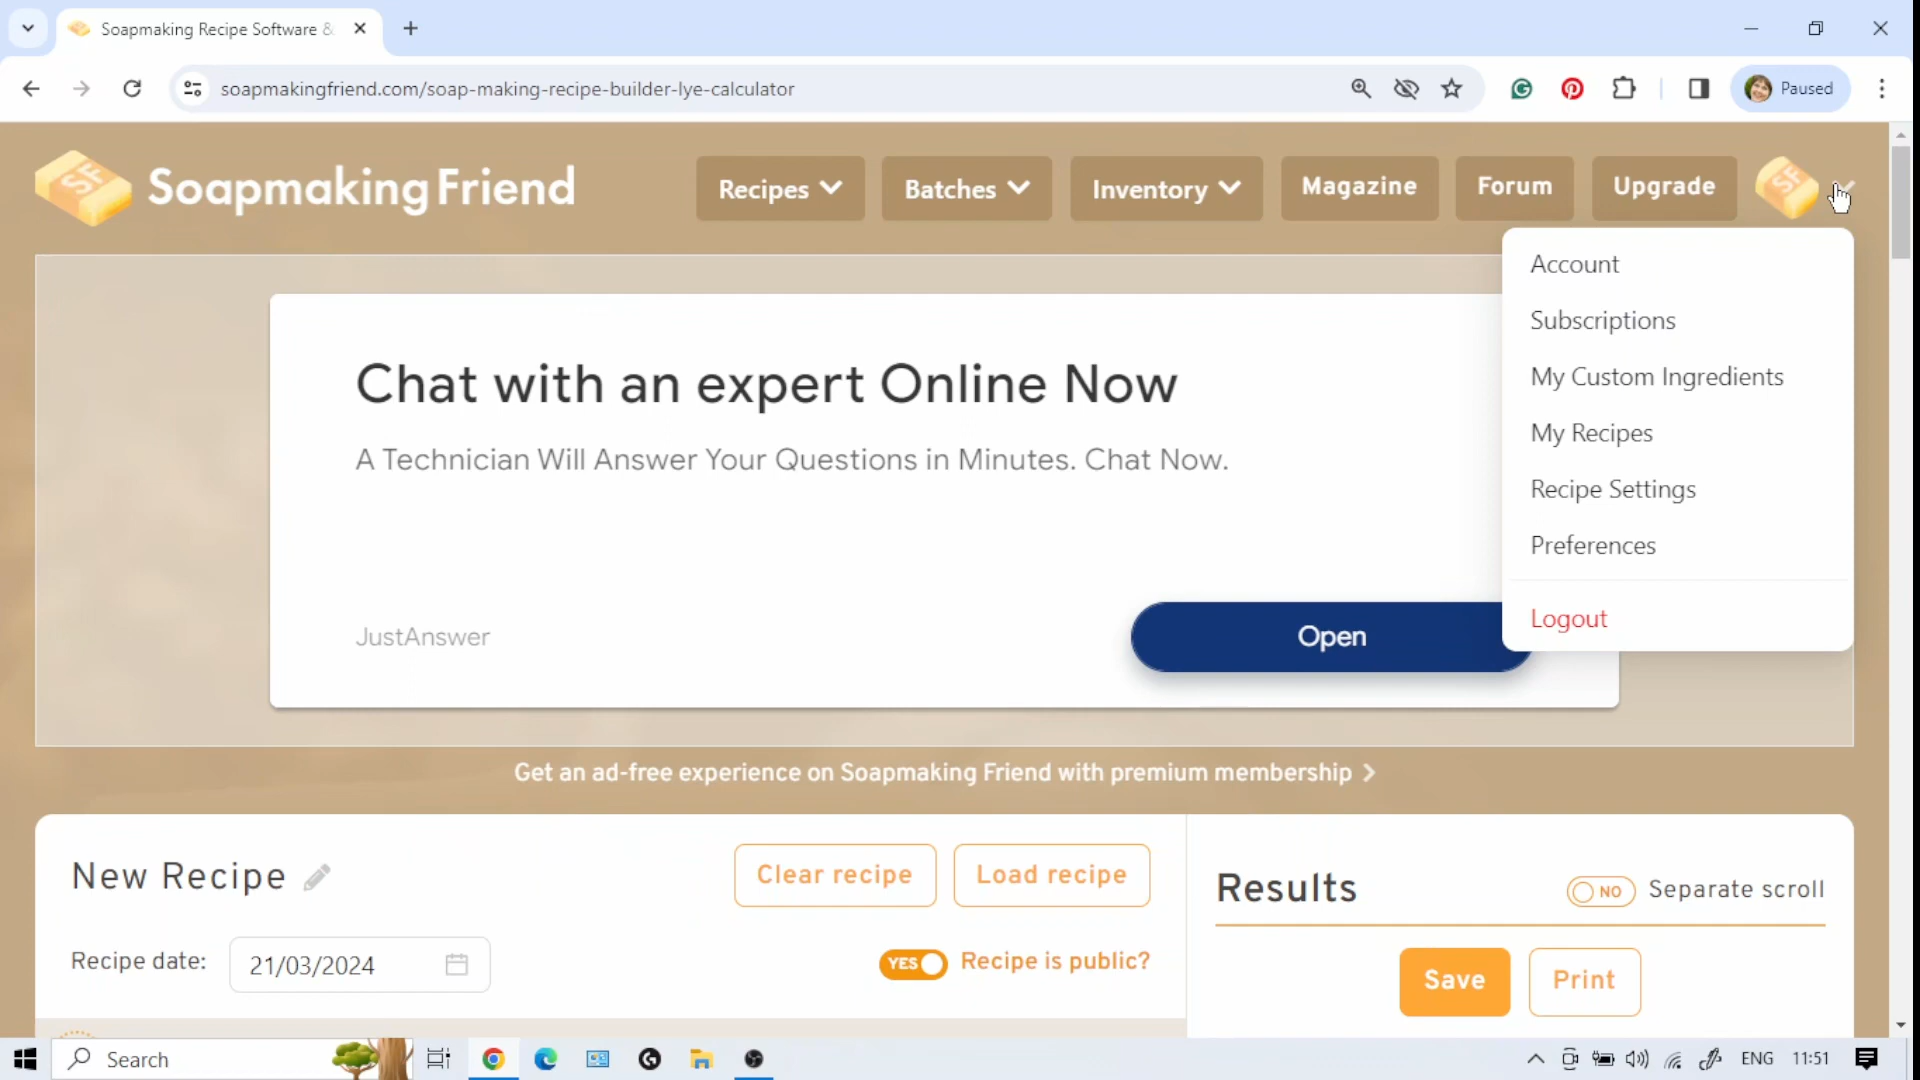 Soapmaking Recipe Software &
soapmakingfriend.com/soap-making-recipe-builder-lye-calculator
Paused
SF
Soapmaking Friend
Recipes
Batches
Inventory
Magazine
Forum
Upgrade
SF
Account
Subscriptions
My Custom Ingredients
My Recipes
Recipe Settings
Preferences
Logout
Chat with an expert Online Now
A Technician Will Answer Your Questions in Minutes. Chat Now.
JustAnswer
Open
Get an ad-free experience on Soapmaking Friend with premium membership
New Recipe
Clear recipe
Load recipe
Recipe date:
21/03/2024
YES
Recipe is public?
Results
NO
Separate scroll
Save
Print
Search
ENG
11:51